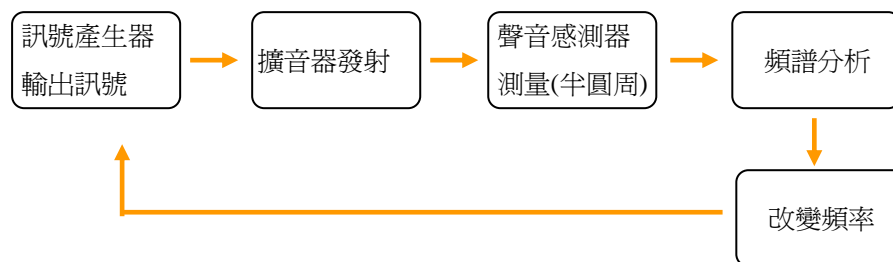 訊號產生器
輸出訊號
擴音器發射
聲音感測器
測量(半圓周)
頻譜分析
改變頻率